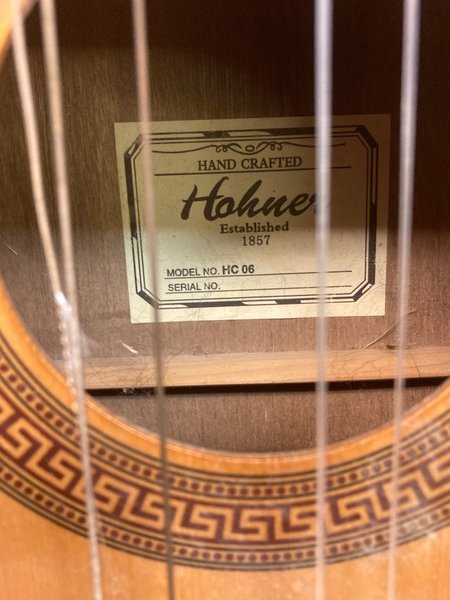 HAND CRAFTED
Hohner
Established
1857
MODEL NO. HC 06
SERIAL NO.